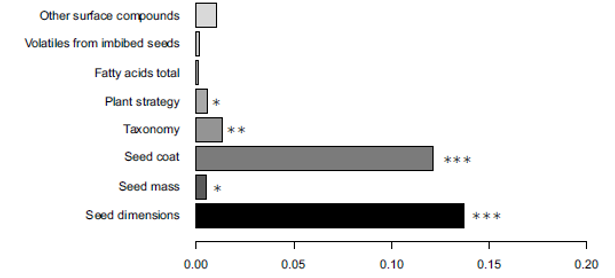 Other surface compounds
Volatiles from imbibed seeds
Fatty acids total
Plant strategy *
Taxonomy **
Seed coat ***
Seed mass *
Seed dimensions ***
0.00 0.05 0.10 0.15 0.20